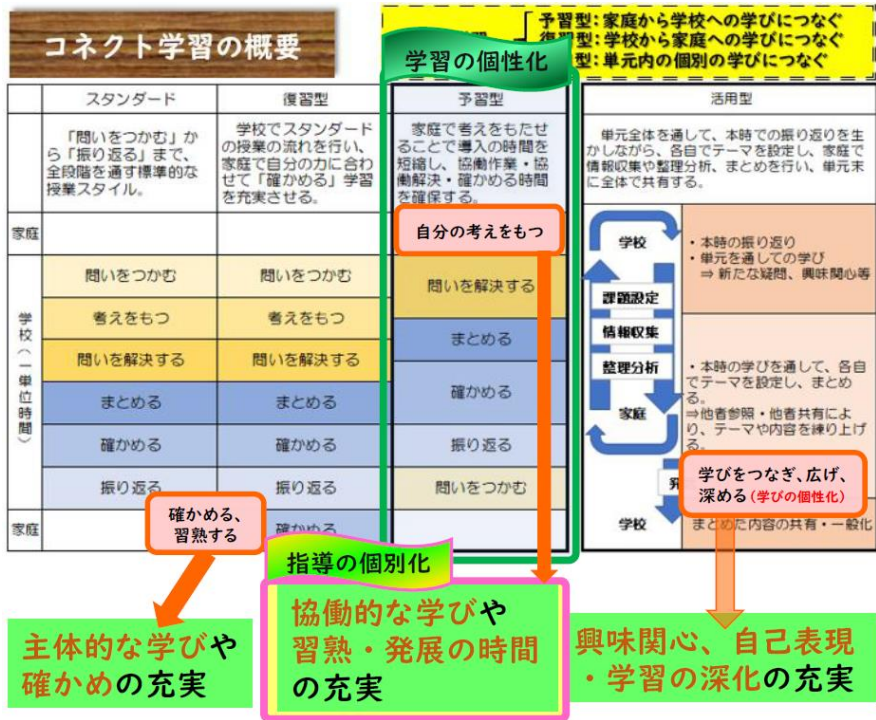 コネクト学習の概要
予習型：家庭から学校への学びにつなぐ
復習型：学校から家庭への学びにつなぐ
型：単元内の個別の学びにつなぐ
学習の個性化
スタンダード
復習型
予習型
活用型
「問いをつかむ」か
ら「振り返る」まで、
全段階を通す標準的な
授業スタイル。
学校でスタンダード
の授業の流れを行い、
家庭で自分の力に合わ
せて「確かめる」学習
を充実させる。
家庭で考えをもたせ
ることで導入の時間を
短縮し、協働作業・協
働解決・確かめる時間
を確保する。
単元全体を通して、本時での振り返りを生
かしながら、各自でテーマを設定し、家庭で
情報収集や整理分析、まとめを行い、単元末
に全体で共有する。
家庭
自分の考えをもつ
学校（一単位時間）
問いをつかむ
考えをもつ
問いを解決する
まとめる
確かめる
振り返る
問いをつかむ
考えをもつ
問いを解決する
まとめる
確かめる
振り返る
問いを解決する
まとめる
確かめる
振り返る
問いをつかむ
学校
課題設定
情報収集
整理分析
家庭
発
学校
・本時の振り返り
・単元を通しての学び
⇒ 新たな疑問、興味関心等
・本時の学びを通して、各自
でテーマを設定し、まとめ
る。
⇒他者参照・他者共有によ
り、テーマや内容を練り上げ
る。
学びをつなぎ、広げ、
深める（学びの個性化）
まとめた内容の共有・一般化
家庭
確かめる、
習熟する
確かめる
指導の個別化
主体的な学びや
確かめの充実
協働的な学びや
習熟・発展の時間
の充実
興味関心、自己表現
・学習の深化の充実